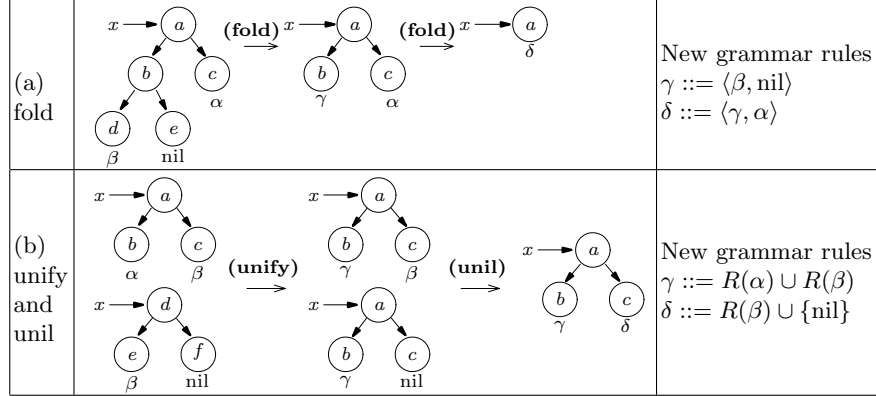 (a)
fold
x a (fold) x a (fold) x a
δ
b c b c
α γ α
d e
β nil
New grammar rules
γ ::= ⟨β, nil⟩
δ ::= ⟨γ, α⟩
(b)
unify
and
unil
x a x a
b c b c
α β γ β
(unify) (unil)
x d x a
e f b c
β nil γ nil
x a
b c
γ δ
New grammar rules
γ ::= R(α) ∪ R(β)
δ ::= R(β) ∪ {nil}